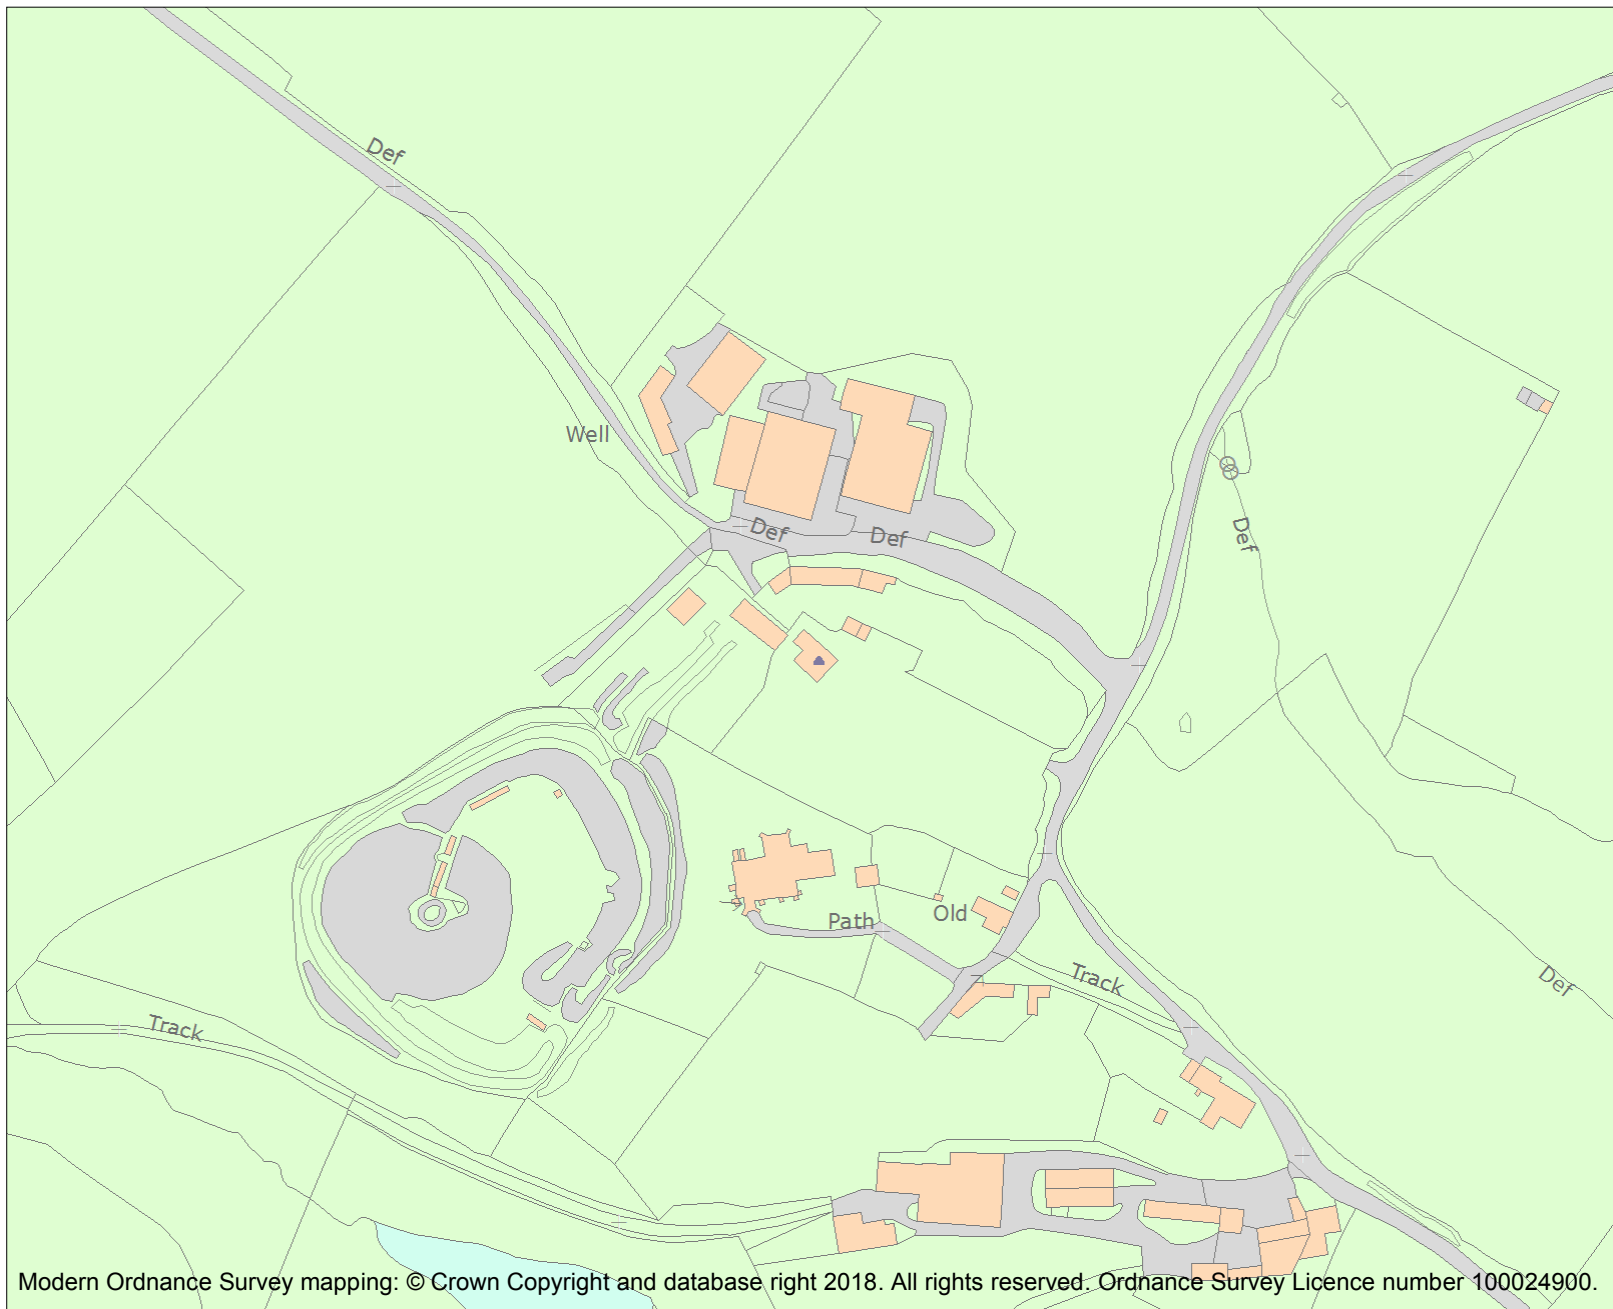 Def
Well
Def
Def
Def
Path
Old
Track
Def
Track
Modern Ordnance Survey mapping: © Crown Copyright and database right 2018. All rights reserved. Ordnance Survey Licence number 100024900.